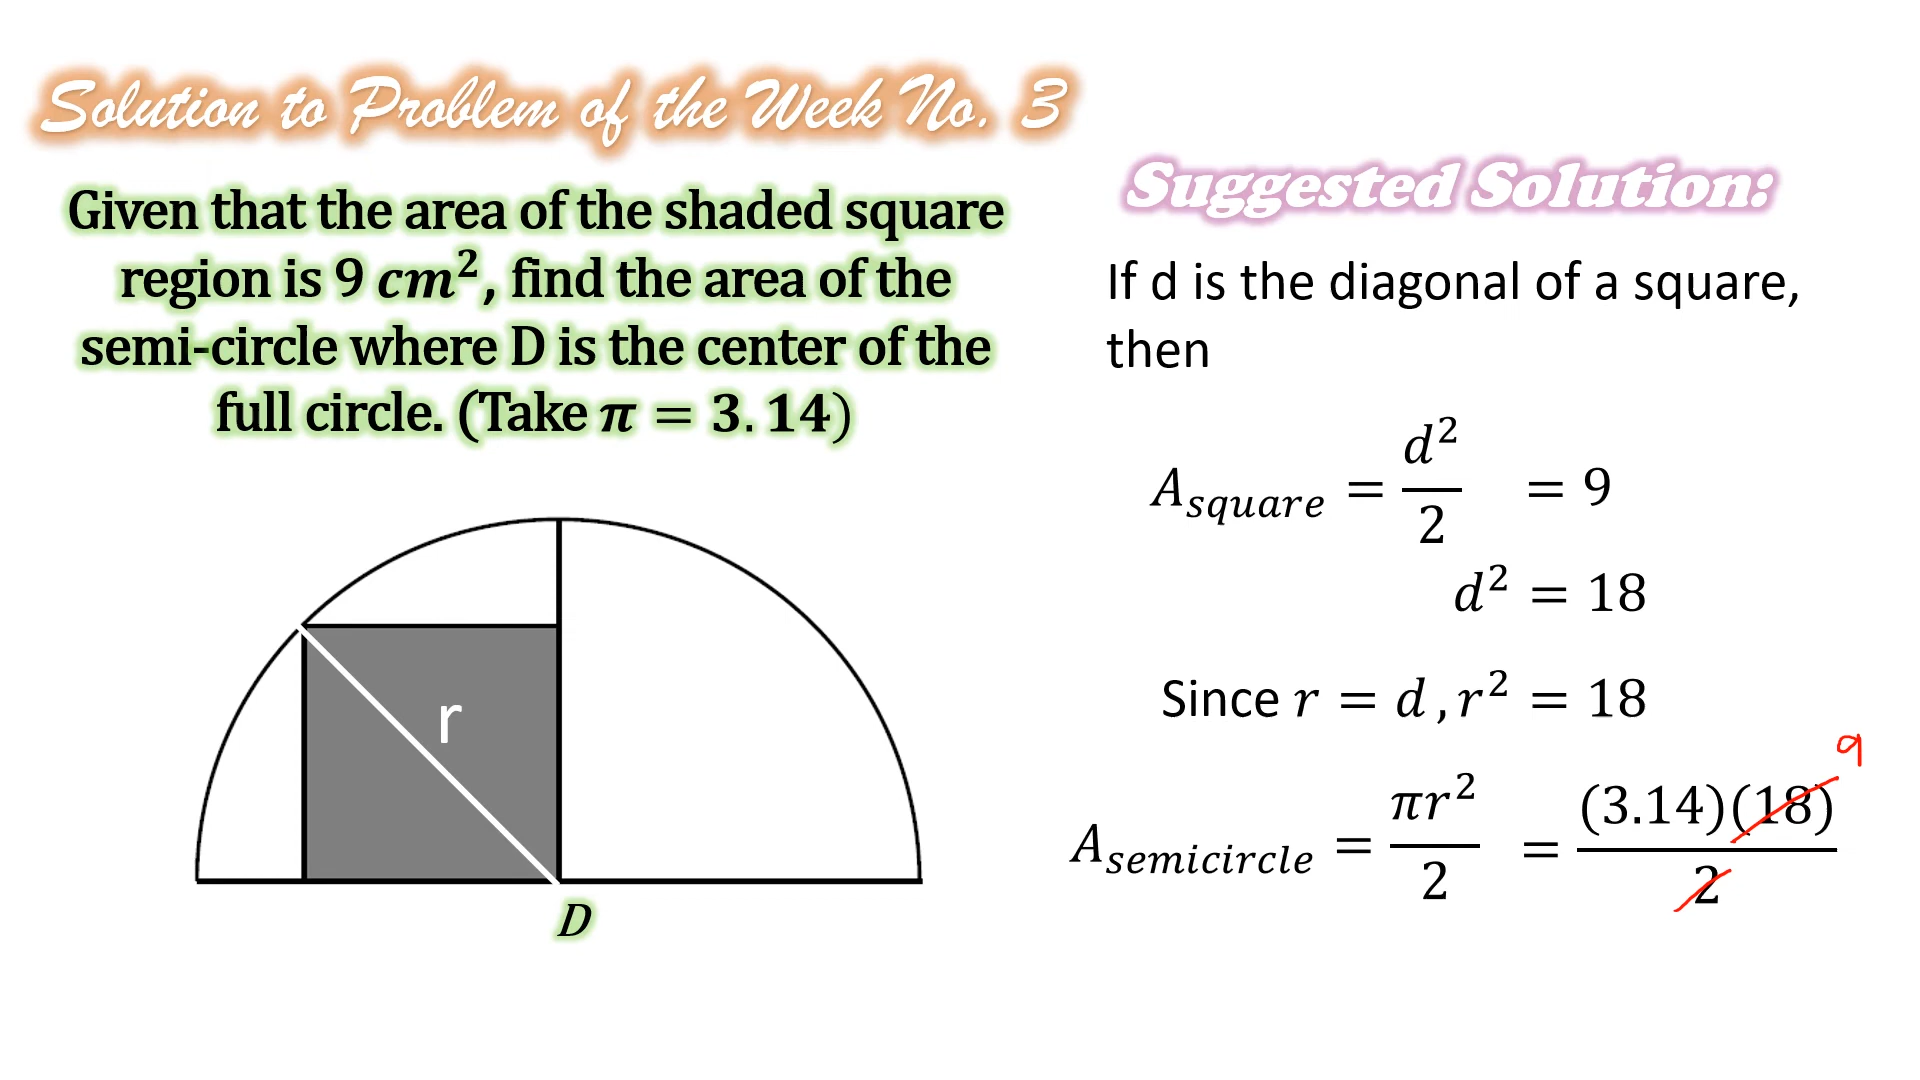 Solution to Problem of the Week No. 3
Given that the area of the shaded square
region is 9 cm², find the area of the
semi-circle where D is the center of the
full circle. (Take π = 3.14)
r
D
Suggested Solution:
If d is the diagonal of a square,
then
A_square = d²/2 = 9
d² = 18
Since r = d , r² = 18
9
A_semicircle = πr²/2 = (3.14)(18)/2